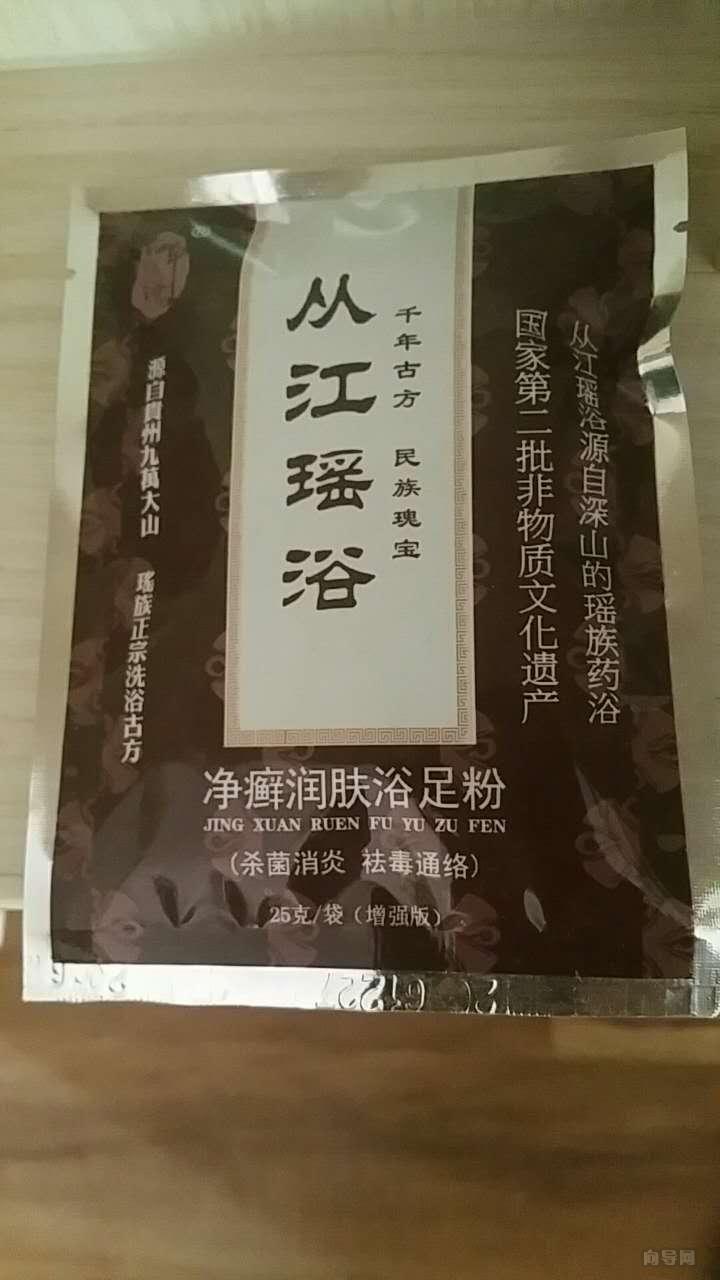 从江瑶浴源自深山的瑶族药浴
国家第二批非物质文化遗产
千年古方 民族瑰宝
从江瑶浴
源自貴州九萬大山 瑤族正宗洗浴古方
净癣润肤浴足粉
JING XUAN RUEN FU YU ZU FEN
(杀菌消炎 祛毒通络)
25克/袋(增强版)
向导网